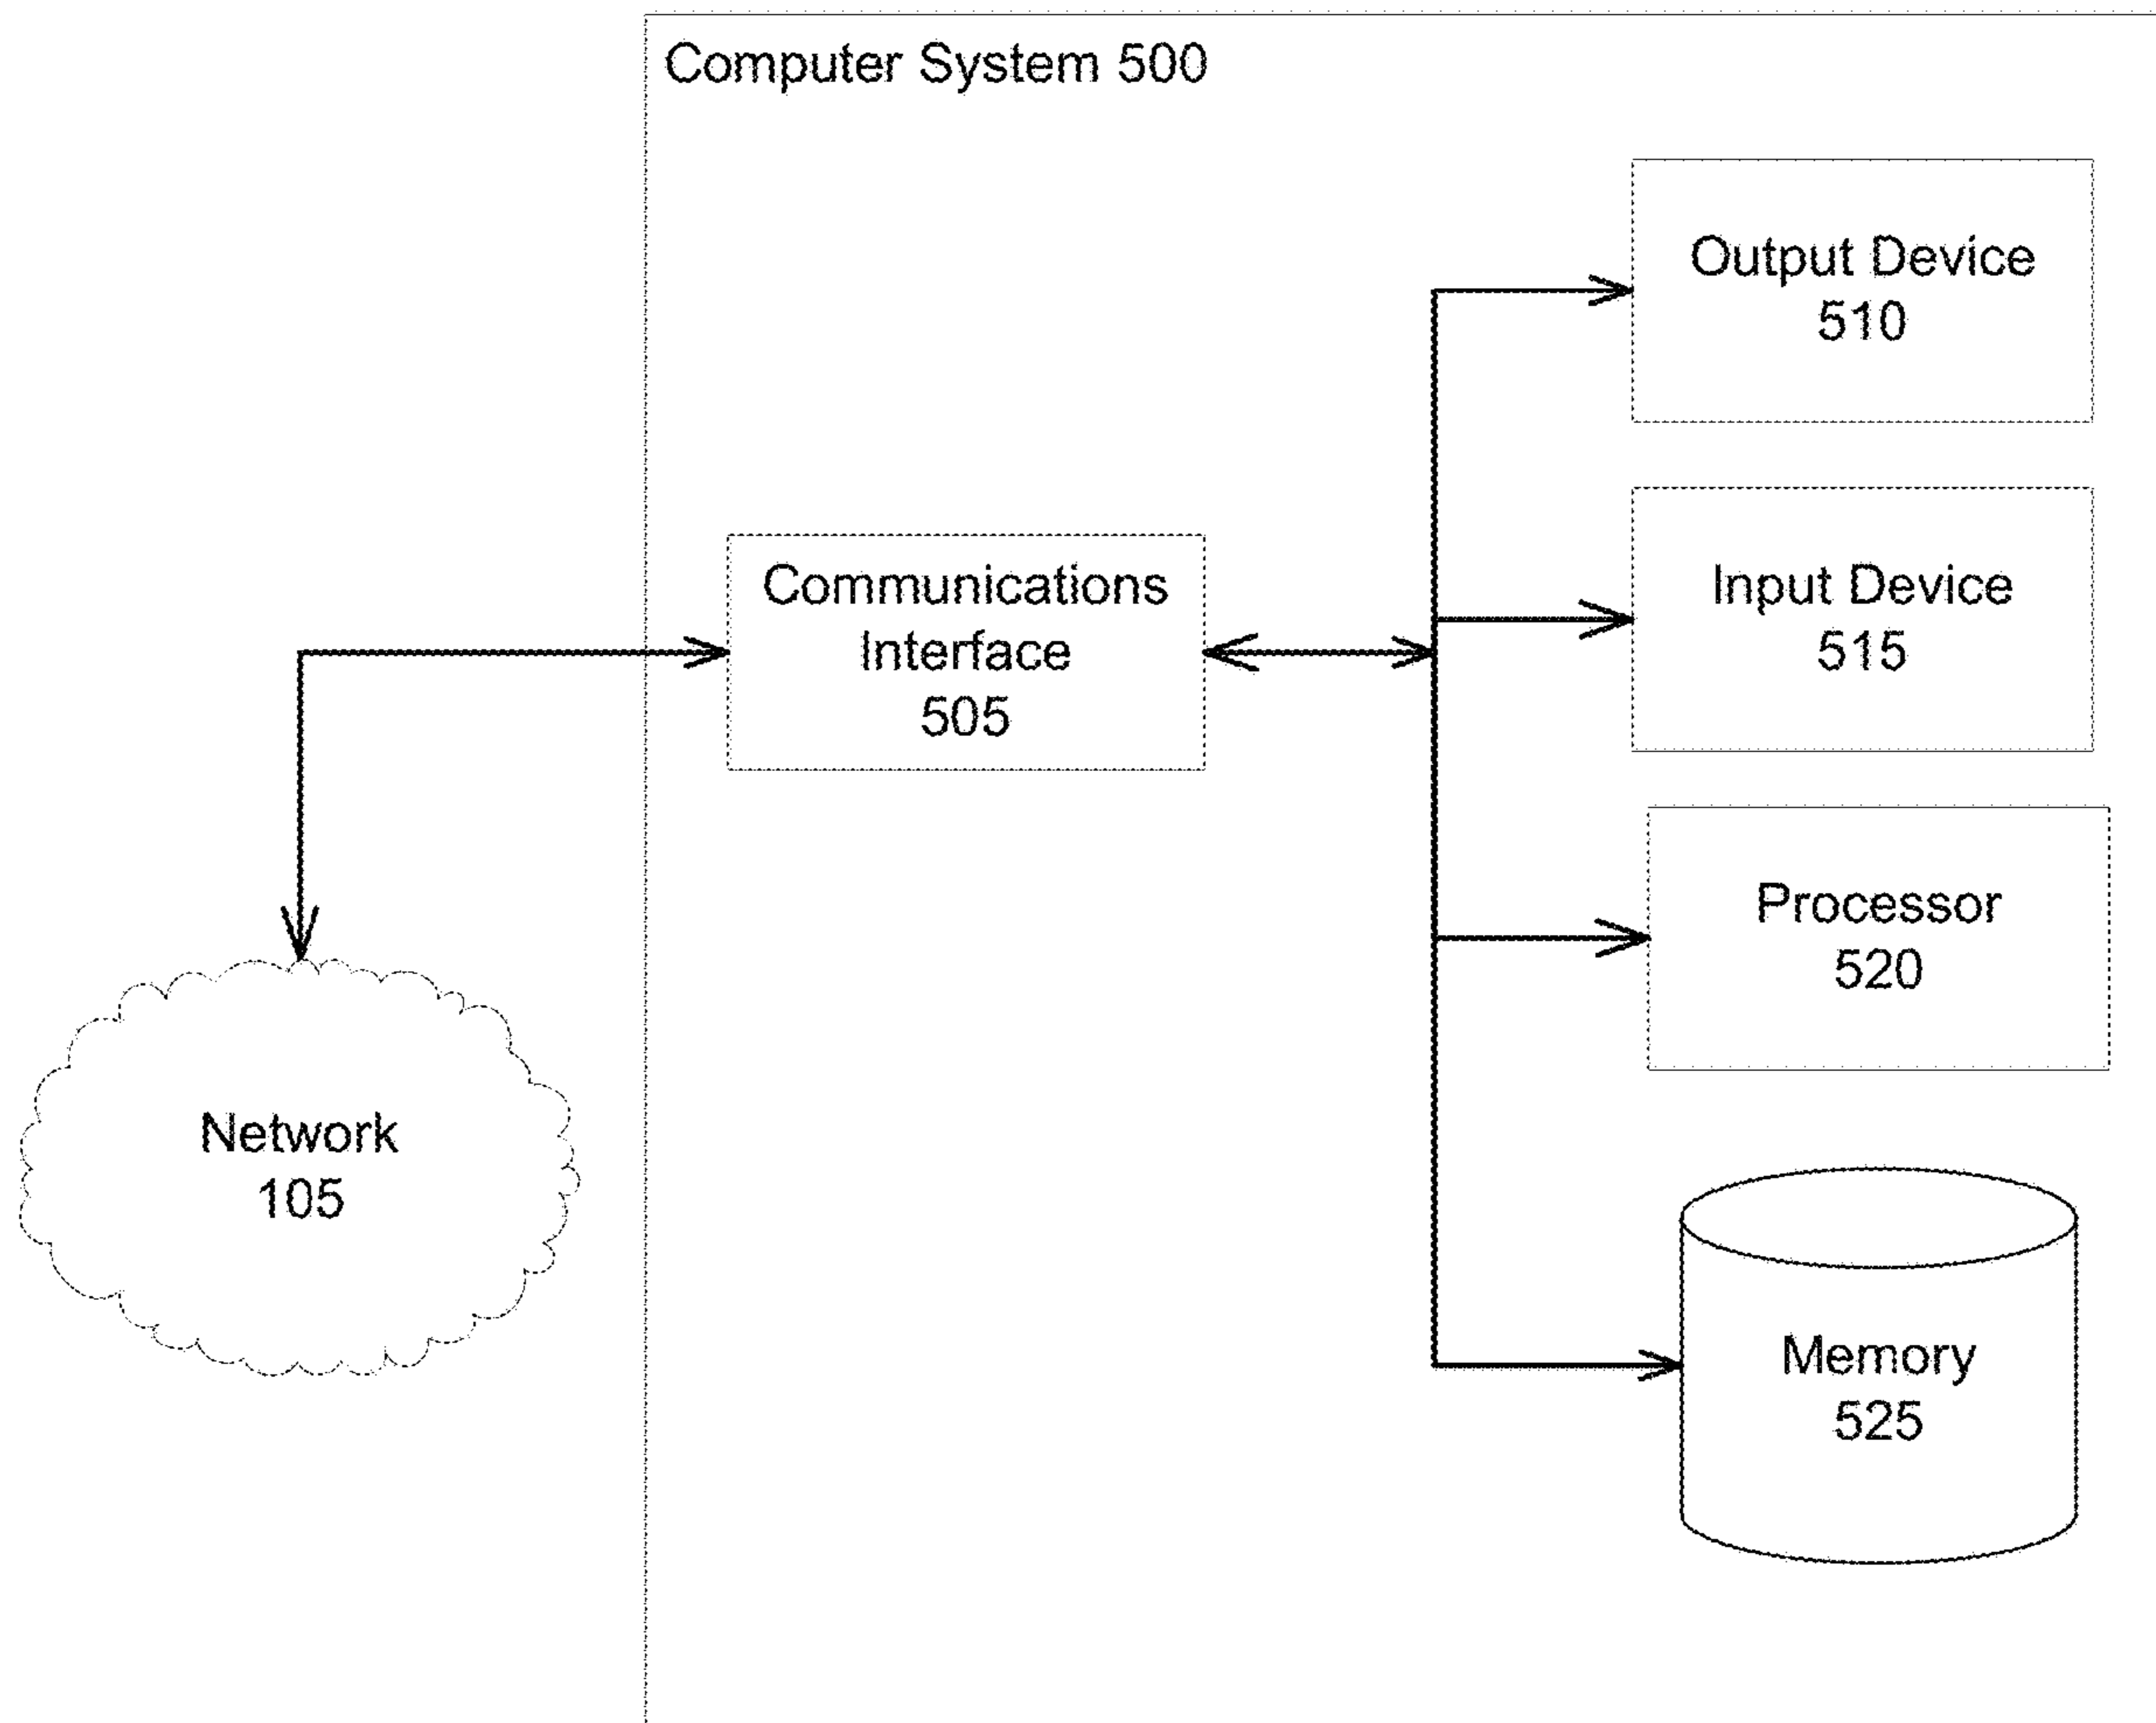 Computer System 500
Output Device
510
Input Device
515
Communications
Interface
505
Processor
520
Network
105
Memory
525